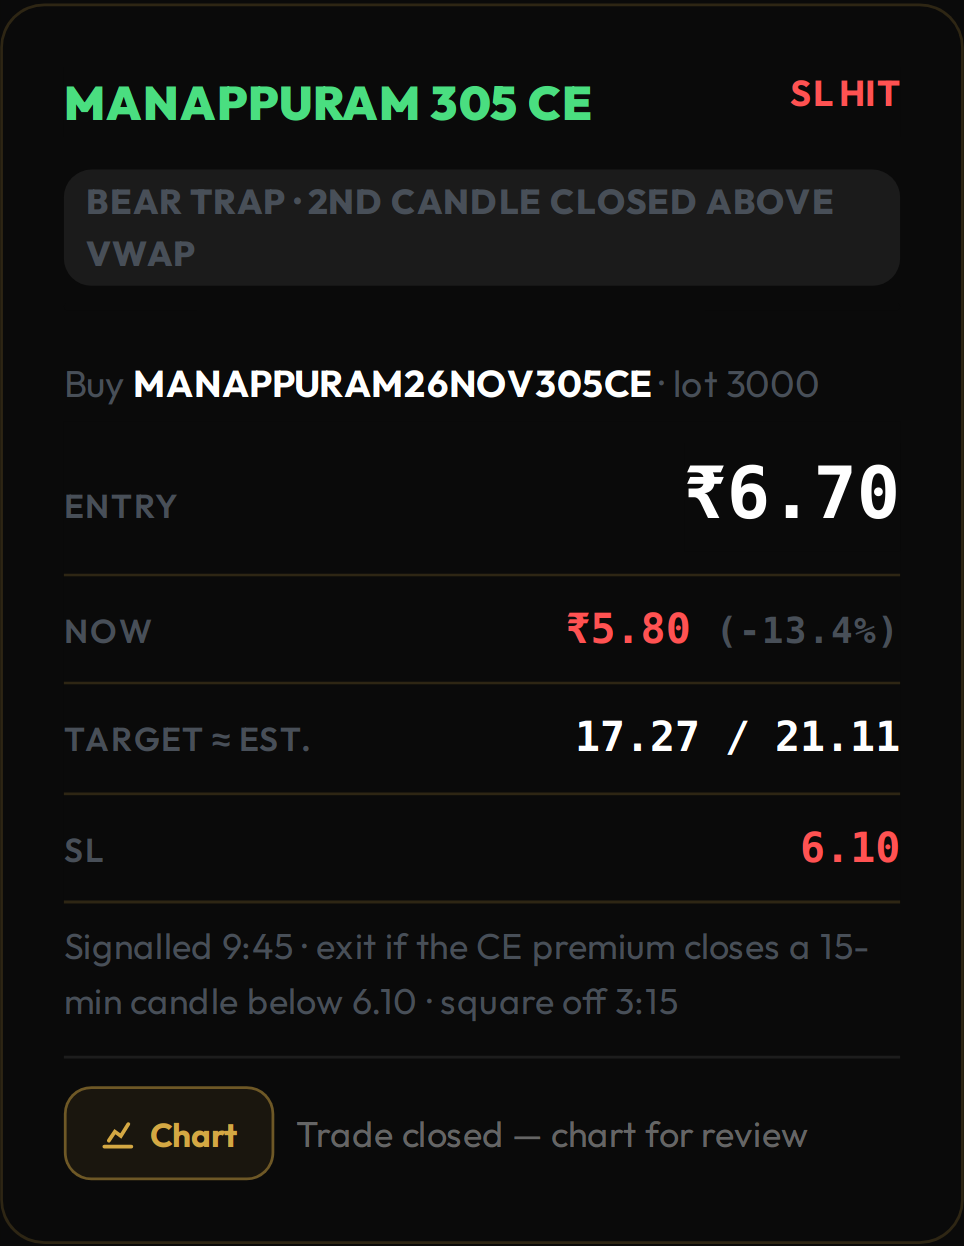 MANAPPURAM 305 CE
SL HIT
BEAR TRAP · 2ND CANDLE CLOSED ABOVE
VWAP
Buy MANAPPURAM26NOV305CE · lot 3000
ENTRY ₹6.70
NOW ₹5.80 (-13.4%)
TARGET ≈ EST. 17.27 / 21.11
SL 6.10
Signalled 9:45 · exit if the CE premium closes a 15-
min candle below 6.10 · square off 3:15
Chart Trade closed — chart for review